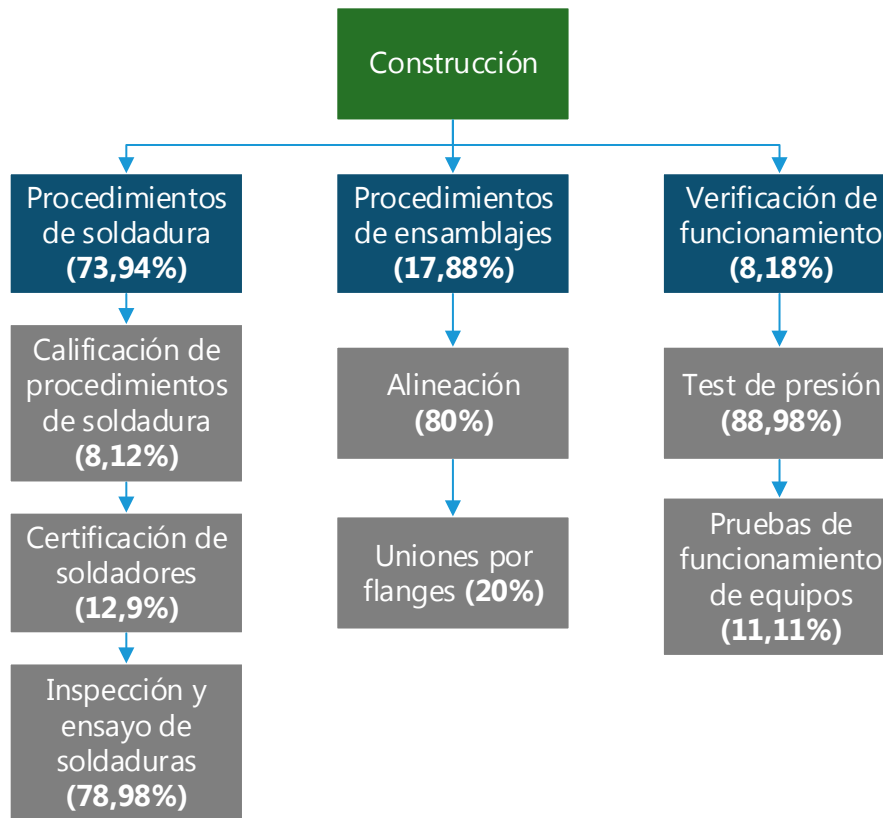 Construcción
Procedimientos
de soldadura
(73,94%)
Procedimientos
de ensamblajes
(17,88%)
Verificación de
funcionamiento
(8,18%)
Calificación de
procedimientos
de soldadura
(8,12%)
Alineación
(80%)
Test de presión
(88,98%)
Certificación de
soldadores
(12,9%)
Uniones por
flanges (20%)
Pruebas de
funcionamiento
de equipos
(11,11%)
Inspección y
ensayo de
soldaduras
(78,98%)